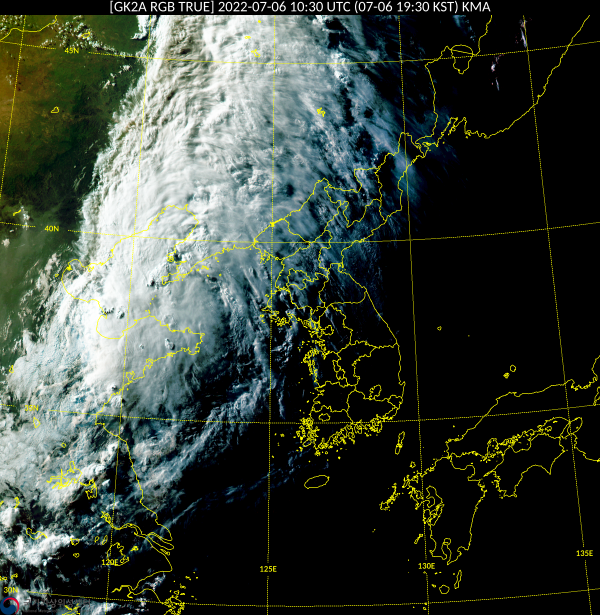 [GK2A RGB TRUE] 2022-07-06 10:30 UTC (07-06 19:30 KST) KMA
45N
40N
120E
125E
130E
135E
30N